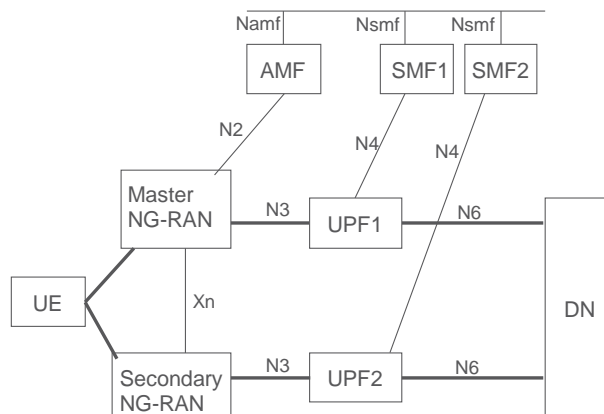 Namf
Nsmf
Nsmf
AMF
SMF1
SMF2
N2
N4
N4
Master
NG-RAN
N3
UPF1
N6
UE
Xn
DN
Secondary
NG-RAN
N3
UPF2
N6